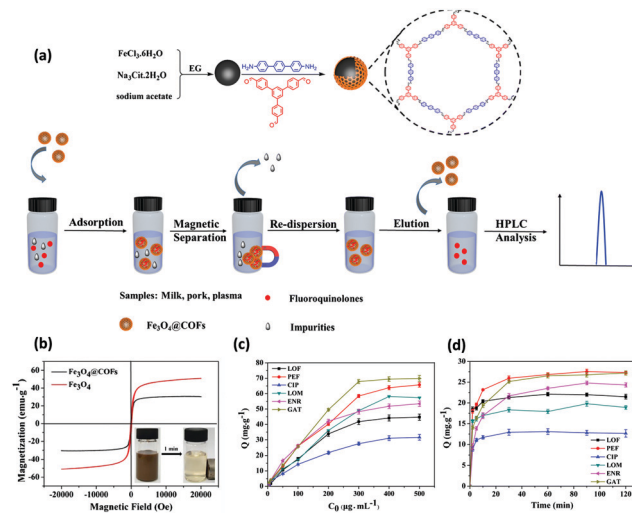 (a)
FeCl₃.6H₂O
Na₃Cit.2H₂O
sodium acetate
EG
H₂N
NH₂
O
O
O
Adsorption
Magnetic
Separation
Re-dispersion
Elution
HPLC
Analysis
Samples: Milk, pork, plasma
Fluoroquinolones
Fe₃O₄@COFs
Impurities
(b)
Magnetization (emu·g⁻¹)
60
40
20
0
-20
-40
-60
Fe₃O₄@COFs
Fe₃O₄
1 min
-20000 -10000 0 10000 20000
Magnetic Field (Oe)
(c)
Q (mg.g⁻¹)
80
70
60
50
40
30
20
10
0
LOF
PEF
CIP
LOM
ENR
GAT
0 100 200 300 400 500
C₀ (μg.mL⁻¹)
(d)
Q (mg.g⁻¹)
30
25
20
15
10
5
0
LOF
PEF
CIP
LOM
ENR
GAT
0 30 60 90 120
Time (min)